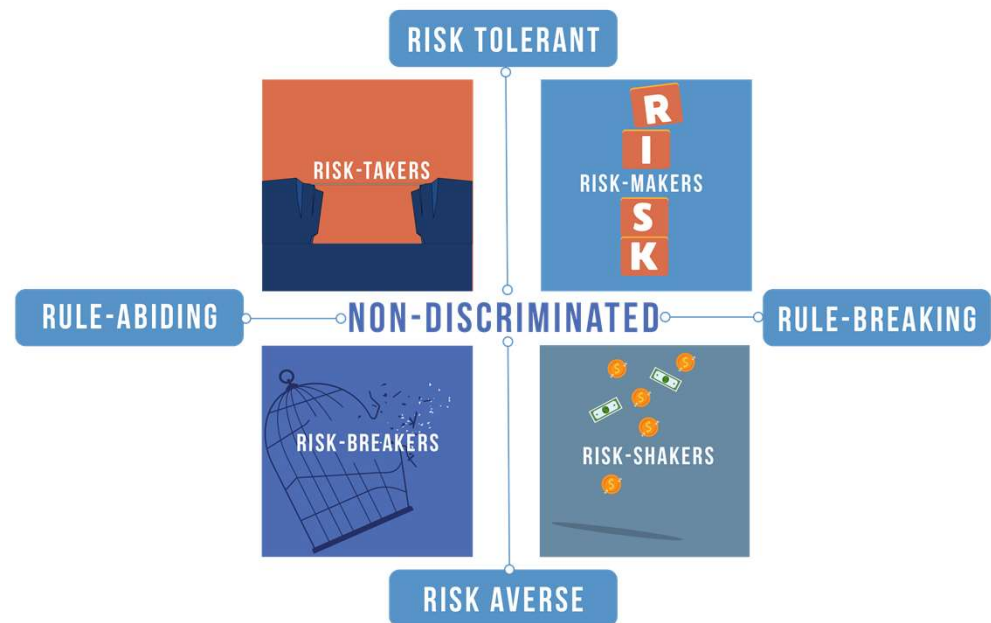 RISK TOLERANT
RISK-TAKERS
R
I
RISK-MAKERS
S
K
RULE-ABIDING
NON-DISCRIMINATED
RULE-BREAKING
RISK-BREAKERS
$
$
$
$
$
$
RISK-SHAKERS
$
RISK AVERSE